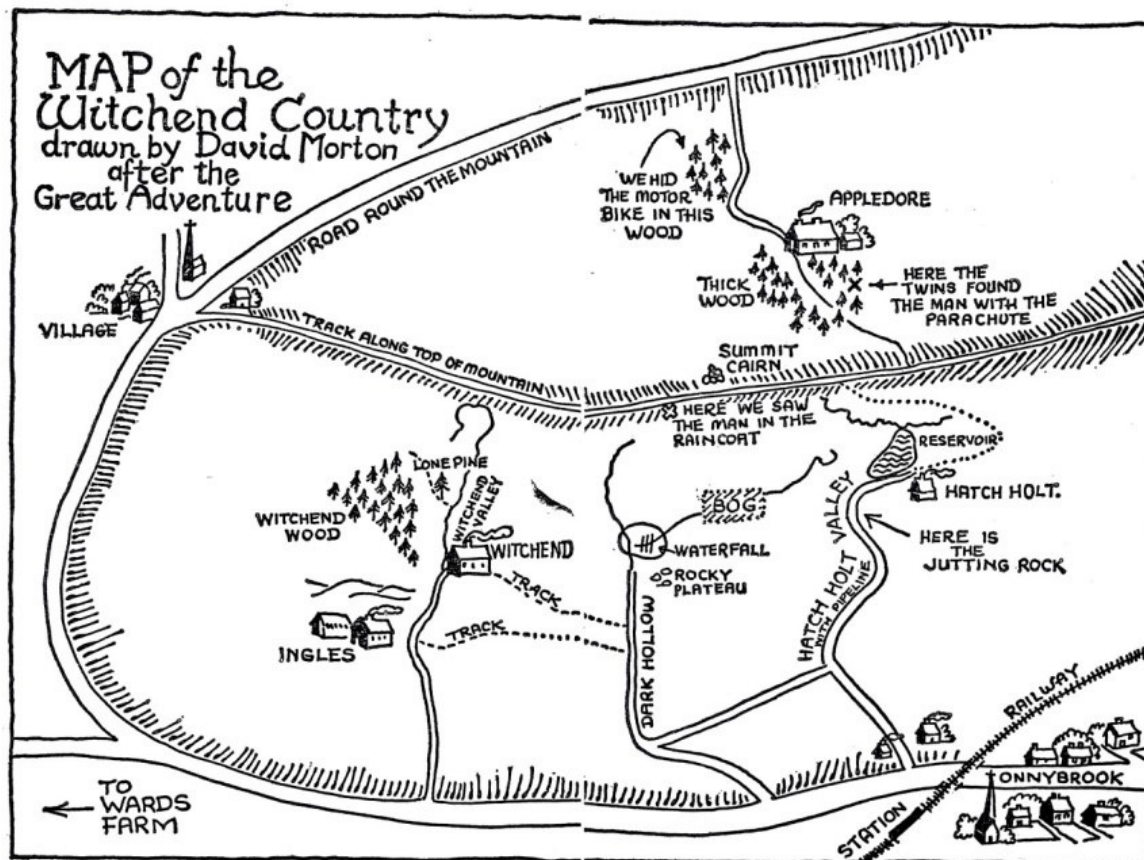 MAP of the
Witchend Country
drawn by David Morton
after the
Great Adventure
ROAD ROUND THE MOUNTAIN
WE HID
THE MOTOR
BIKE IN THIS
WOOD
APPLEDORE
THICK
WOOD
HERE THE
TWINS FOUND
THE MAN WITH THE
PARACHUTE
VILLAGE
TRACK ALONG TOP OF MOUNTAIN
SUMMIT
CAIRN
HERE WE SAW
THE MAN IN THE
RAINCOAT
RESERVOIR
HATCH HOLT.
LONE PINE
WITCHEND
WOOD
WITCHEND
VALLEY
WITCHEND
BOG
WATERFALL
ROCKY
PLATEAU
HERE IS
THE
JUTTING ROCK
HATCH HOLT VALLEY
WITH PIPELINE
TRACK
TRACK
INGLES
DARK HOLLOW
RAILWAY
ONNYBROOK
STATION
TO
WARDS
FARM